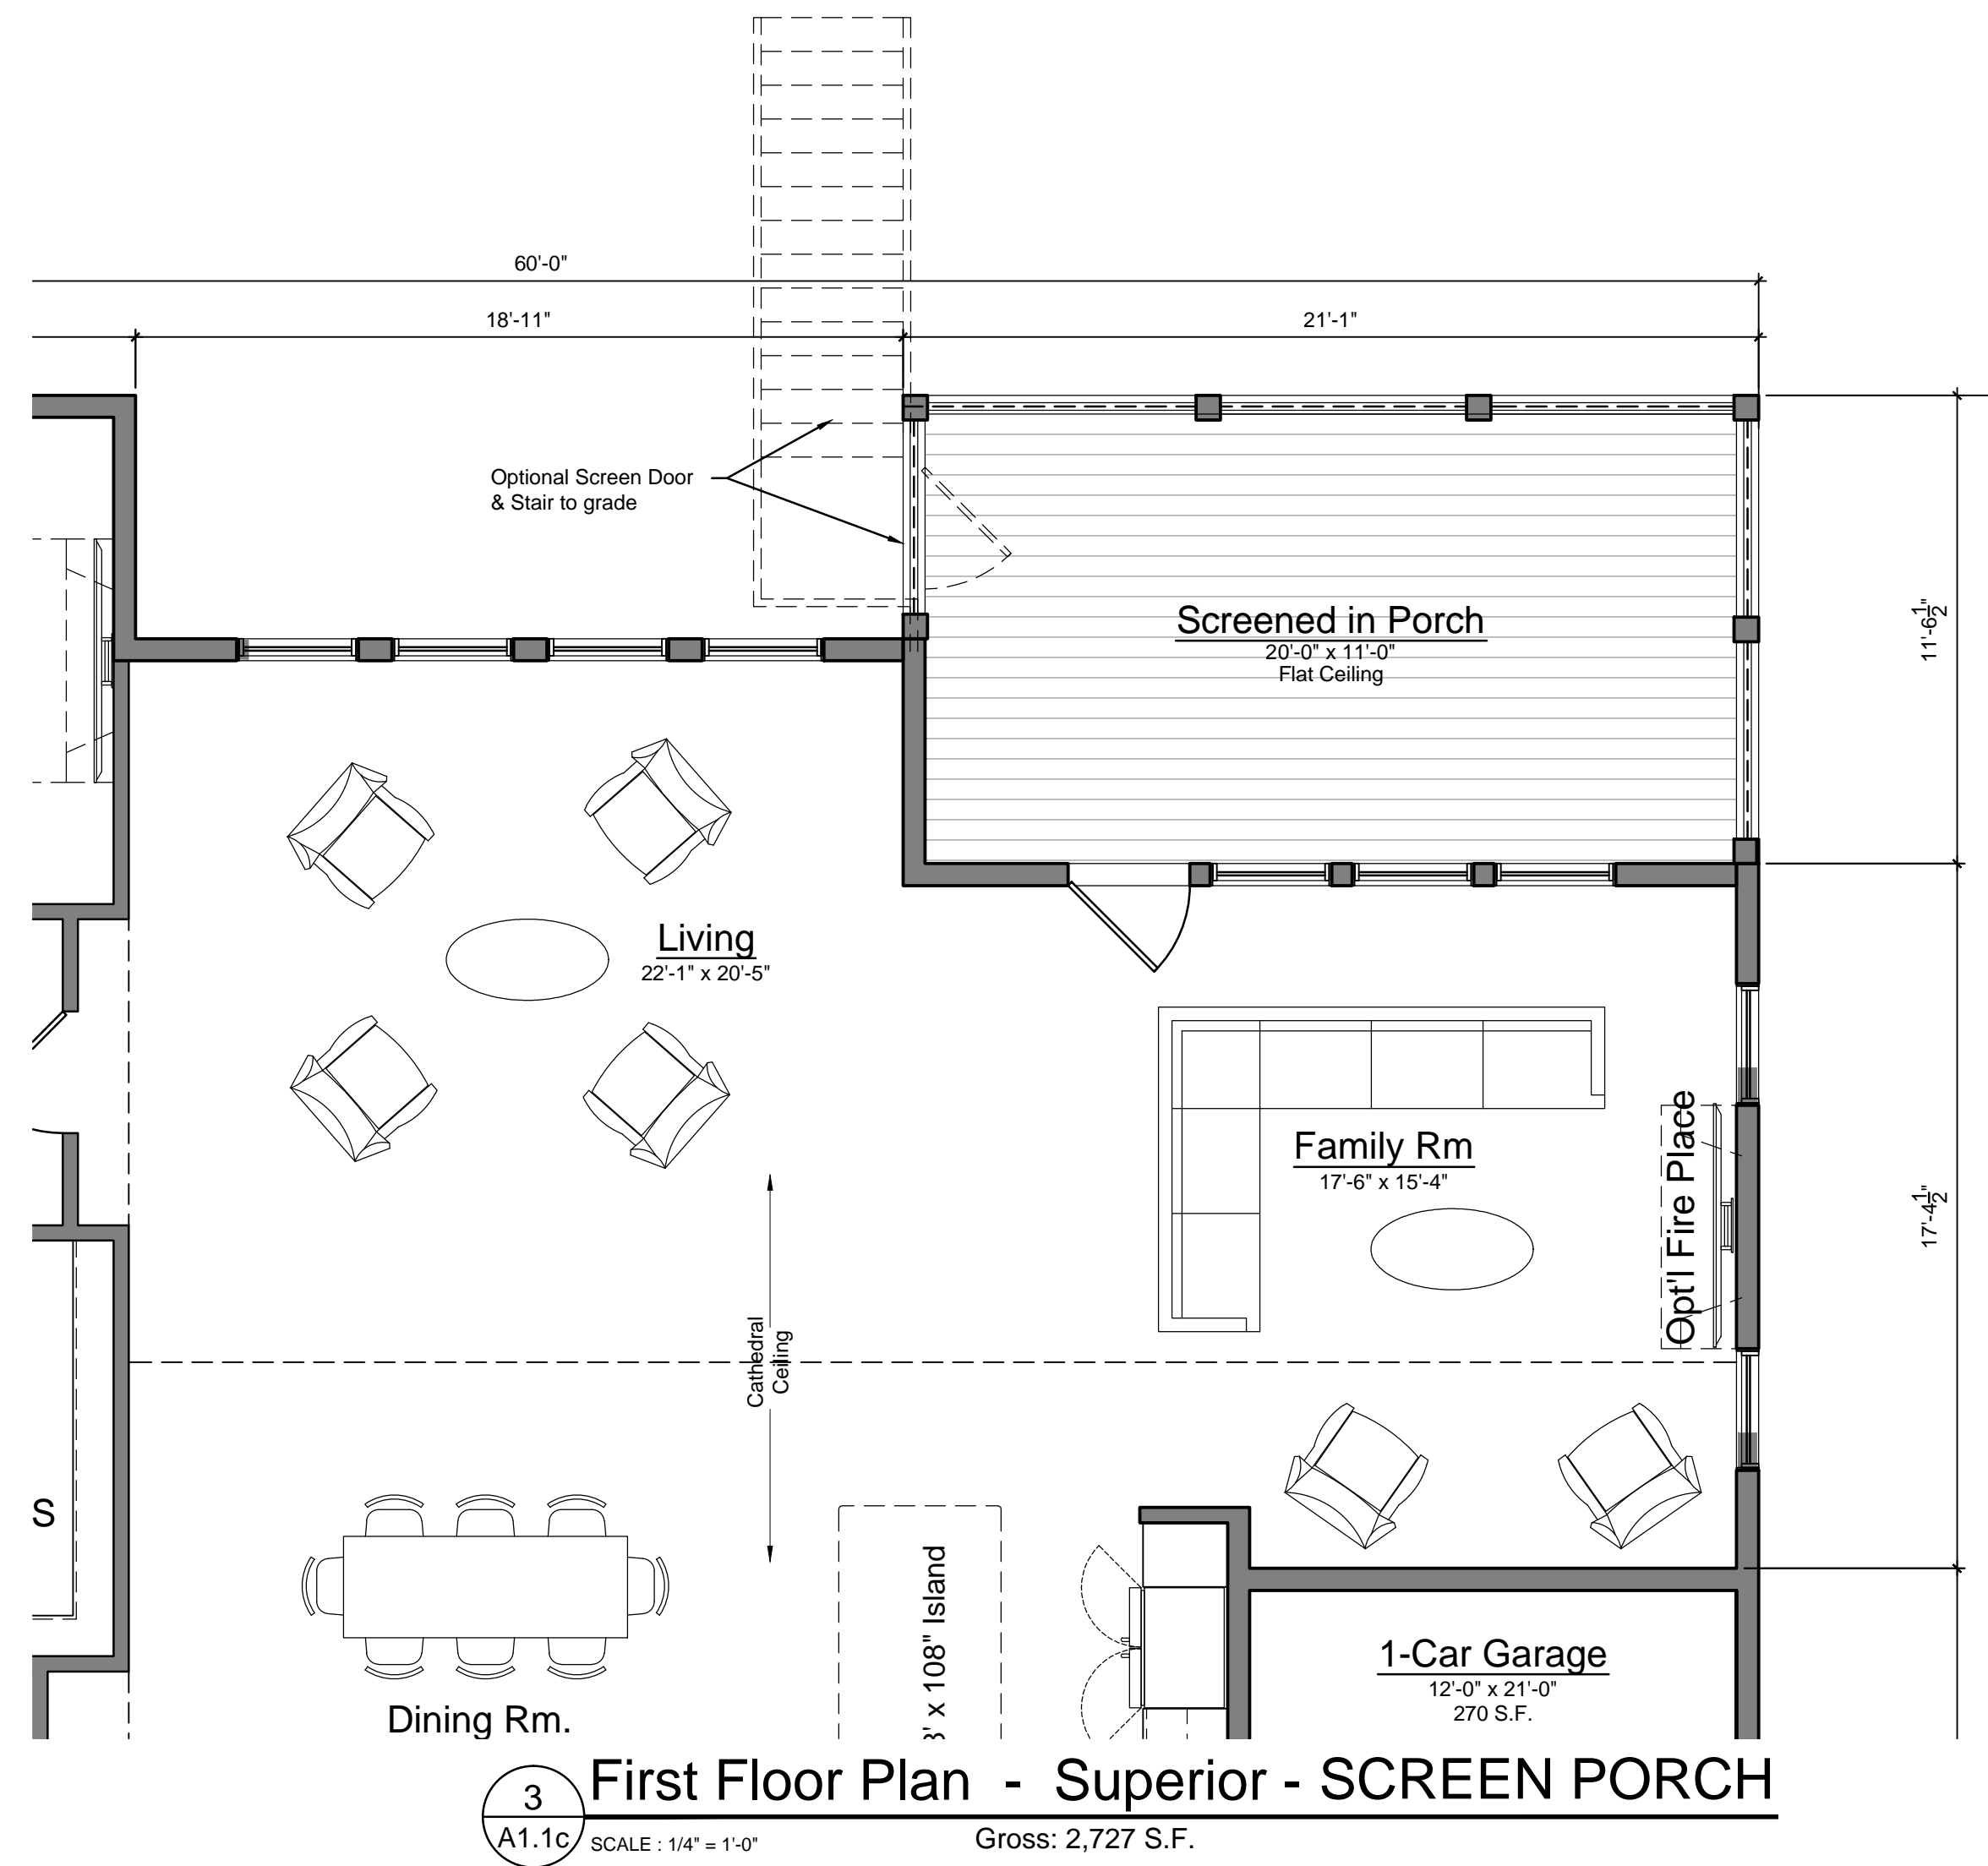 60'-0"
18'-11"
21'-1"
Optional Screen Door
& Stair to grade
Screened in Porch
20'-0" x 11'-0"
Flat Ceiling
11'-6 1/2"
Living
22'-1" x 20'-5"
Family Rm
17'-6" x 15'-4"
Opt'l Fire Place
17'-4 1/2"
Cathedral
Ceiling
S
' x 108" Island
1-Car Garage
12'-0" x 21'-0"
270 S.F.
Dining Rm.
3
A1.1c
First Floor Plan - Superior - SCREEN PORCH
SCALE : 1/4" = 1'-0"
Gross: 2,727 S.F.